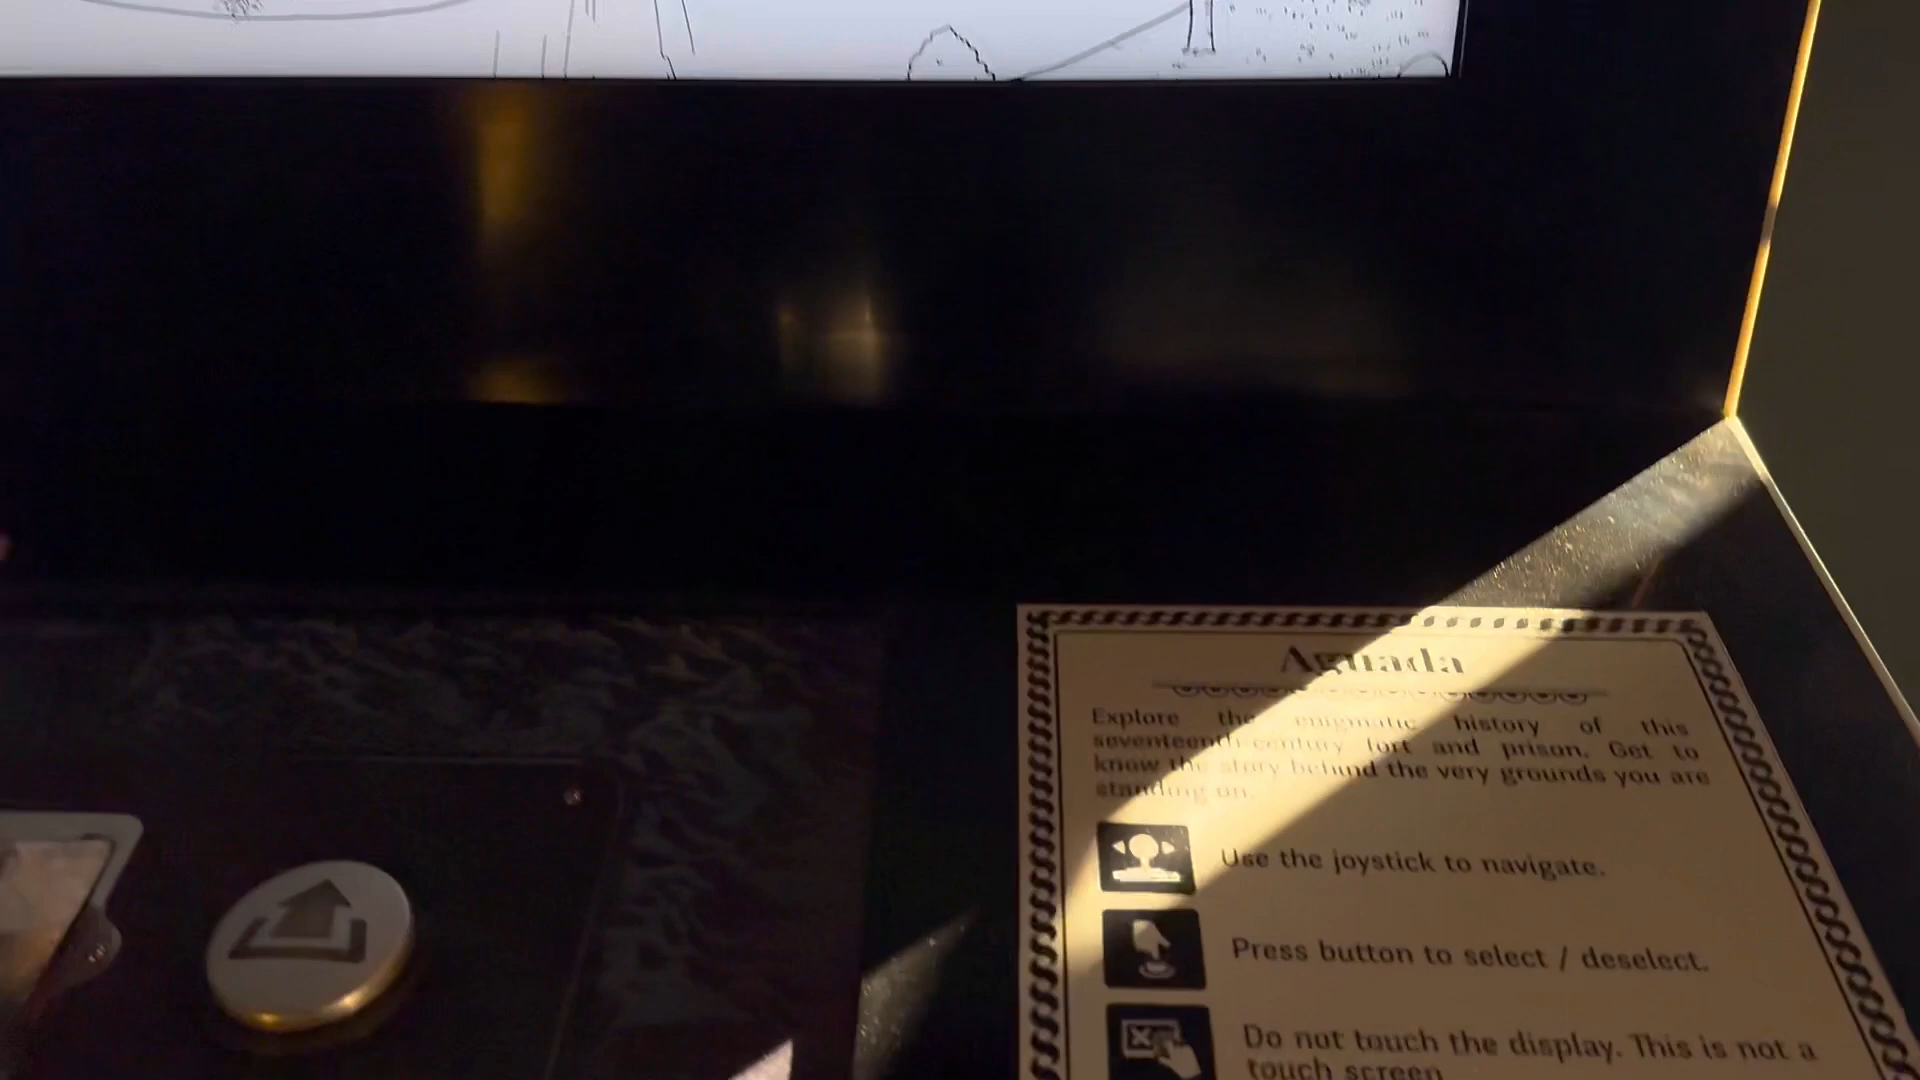 Aguada
Explore the enigmatic history of this
seventeenth-century fort and prison. Get to
know the story behind the very grounds you are
standing on.
Use the joystick to navigate.
Press button to select / deselect.
Do not touch the display. This is not a
touch screen